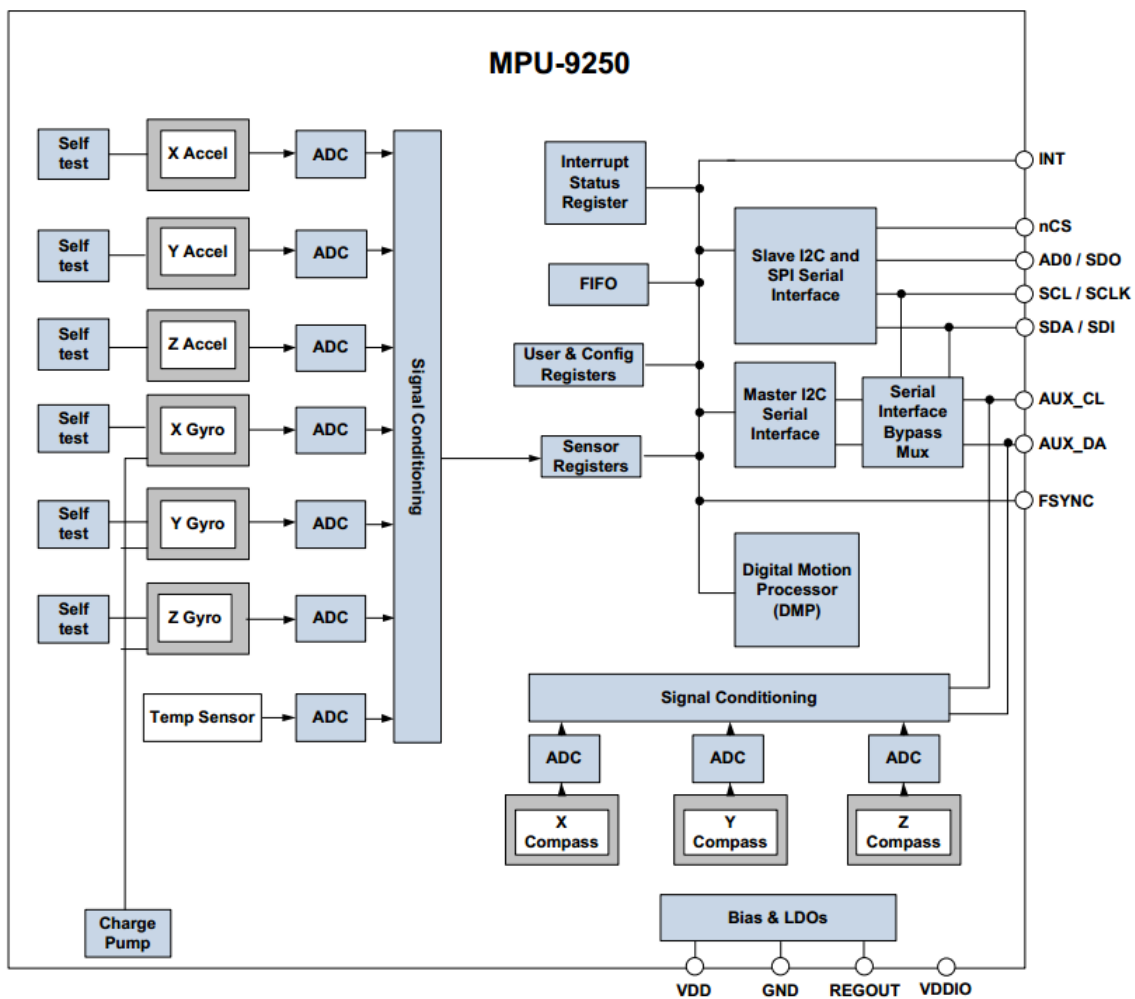 MPU-9250
Self
test
X Accel
ADC
Self
test
Y Accel
ADC
Self
test
Z Accel
ADC
Self
test
X Gyro
ADC
Self
test
Y Gyro
ADC
Self
test
Z Gyro
ADC
Temp Sensor
ADC
Signal Conditioning
Charge
Pump
Interrupt
Status
Register
FIFO
User & Config
Registers
Sensor
Registers
Slave I2C and
SPI Serial
Interface
Master I2C
Serial
Interface
Serial
Interface
Bypass
Mux
Digital Motion
Processor
(DMP)
INT
nCS
AD0 / SDO
SCL / SCLK
SDA / SDI
AUX_CL
AUX_DA
FSYNC
Signal Conditioning
ADC
ADC
ADC
X
Compass
Y
Compass
Z
Compass
Bias & LDOs
VDD
GND
REGOUT
VDDIO